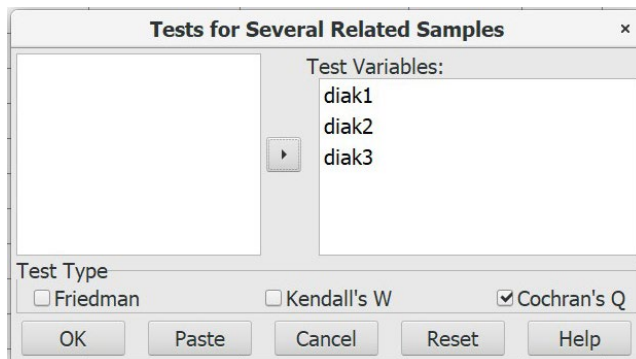 Tests for Several Related Samples ×
Test Variables:
diak1
diak2
diak3
Test Type
Friedman Kendall's W Cochran's Q
OK Paste Cancel Reset Help